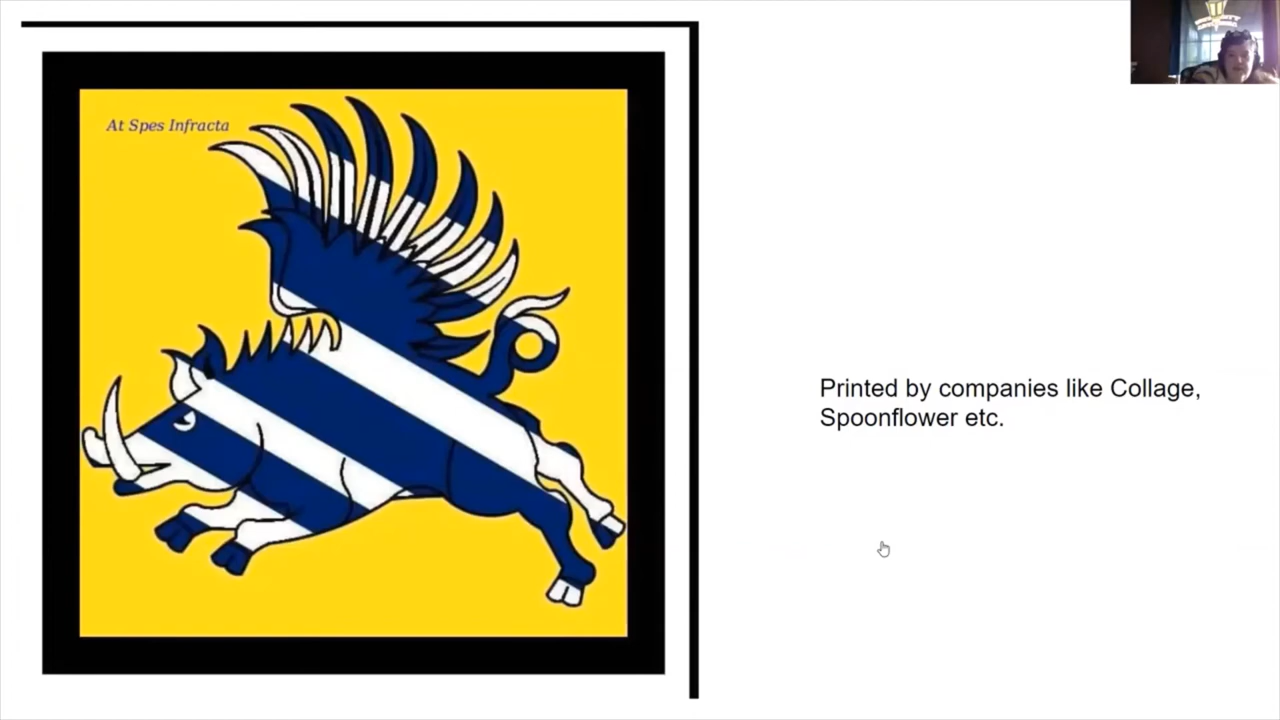 At Spes Infracta
Printed by companies like Collage,
Spoonflower etc.